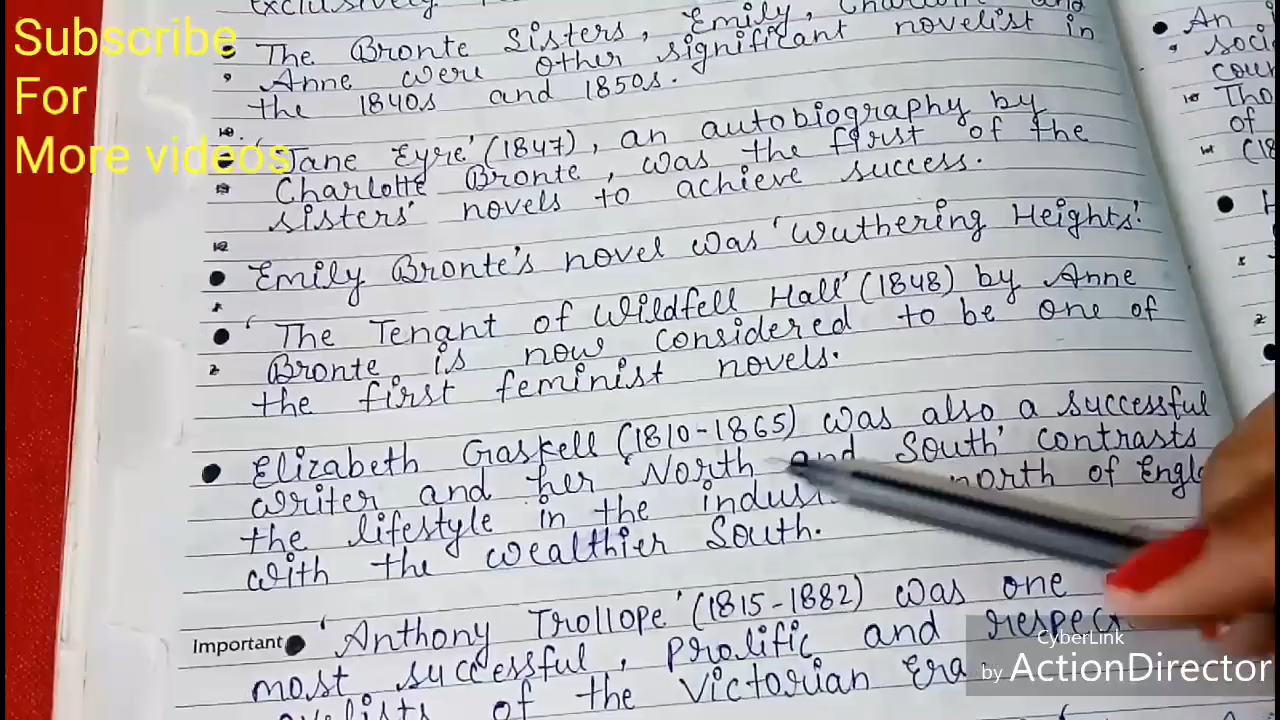 Subscribe
For
More videos
The Bronte Sisters, Emily, Charlotte and
Anne were other significant novelist in
the 1840s and 1850s.
'Jane Eyre' (1847), an autobiography by
Charlotte Bronte, was the first of the
sisters' novels to achieve success.
Emily Bronte's novel was 'Wuthering Heights'.
'The Tenant of Wildfell Hall' (1848) by Anne
Bronte is now considered to be one of
the first feminist novels.
Elizabeth Gaskell (1810-1865) was also a successful
writer and her 'North and South' contrasts
the lifestyle in the north of
with the wealthier South.
Important
'Anthony Trollope' (1815-1882) was one
most successful, prolific and
of the Victorian Era.
An
CyberLink
by ActionDirector